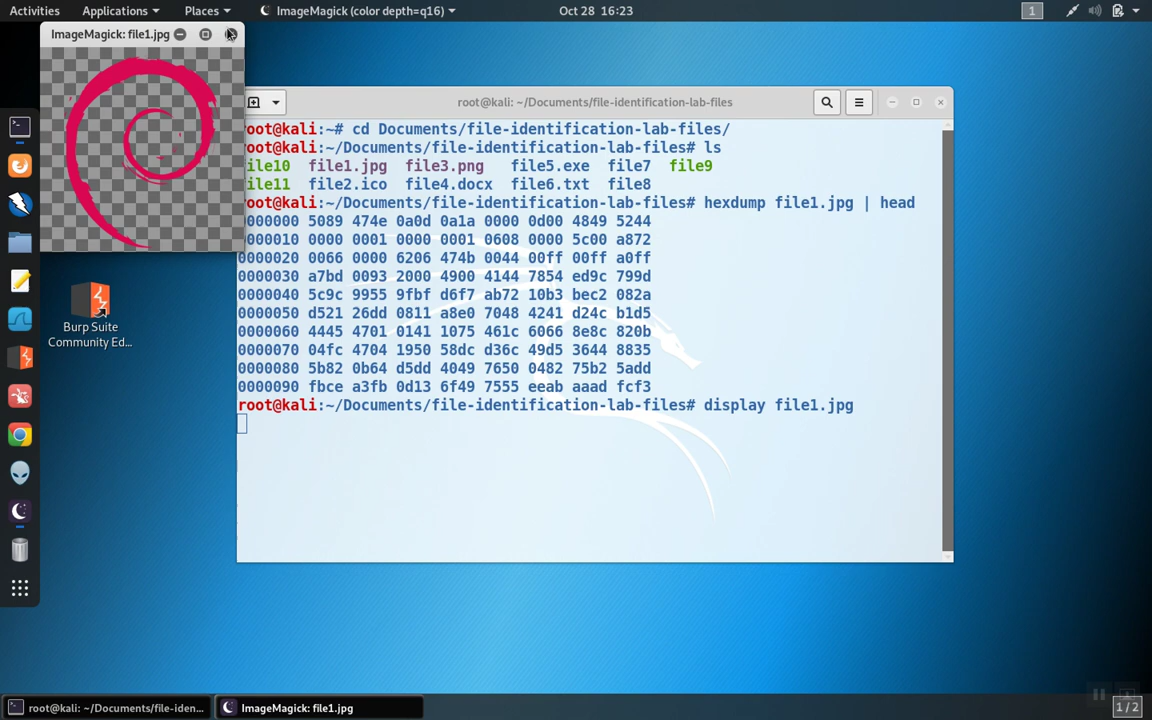 Activities Applications Places ImageMagick (color depth=q16) Oct 28 16:23 1
ImageMagick: file1.jpg
root@kali: ~/Documents/file-identification-lab-files
root@kali:~# cd Documents/file-identification-lab-files/
root@kali:~/Documents/file-identification-lab-files# ls
file10 file1.jpg file3.png file5.exe file7 file9
file11 file2.ico file4.docx file6.txt file8
root@kali:~/Documents/file-identification-lab-files# hexdump file1.jpg | head
0000000 5089 474e 0a0d 0a1a 0000 0d00 4849 5244
0000010 0000 0001 0000 0001 0608 0000 5c00 a872
0000020 0066 0000 6206 474b 0044 00ff 00ff a0ff
0000030 a7bd 0093 2000 4900 4144 7854 ed9c 799d
0000040 5c9c 9955 9fbf d6f7 ab72 10b3 bec2 082a
0000050 d521 26dd 0811 a8e0 7048 4241 d24c b1d5
0000060 4445 4701 0141 1075 461c 6066 8e8c 820b
0000070 04fc 4704 1950 58dc d36c 49d5 3644 8835
0000080 5b82 0b64 d5dd 4049 7650 0482 75b2 5add
0000090 fbce a3fb 0d13 6f49 7555 eeab aaad fcf3
root@kali:~/Documents/file-identification-lab-files# display file1.jpg
Burp Suite
Community Ed...
root@kali: ~/Documents/file-iden...
ImageMagick: file1.jpg
1/2